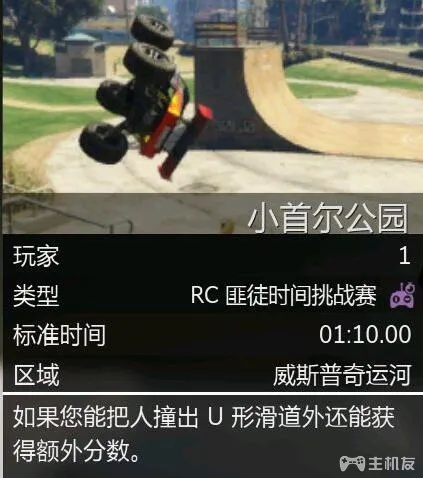 小首尔公园
玩家 1
类型 RC 匪徒时间挑战赛
标准时间 01:10.00
区域 威斯普奇运河
如果您能把人撞出 U 形滑道外还能获
得额外分数。
主机友